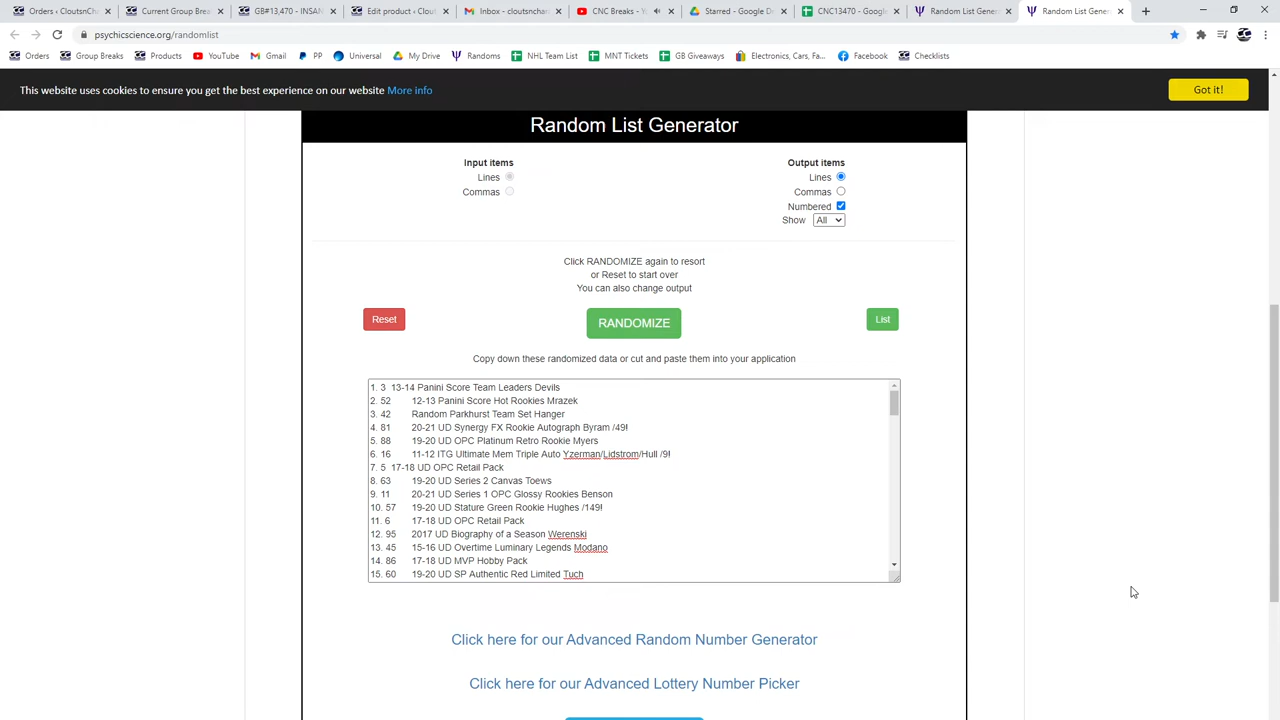 Orders ‹ CloutsnCh
Current Group Brea
GB#13,470 - INSAN
Edit product ‹ Clout
Inbox - cloutsnchar
CNC Breaks - Y
Starred - Google D
CNC13470 - Google
Random List Gener
Random List Gener
psychicscience.org/randomlist
Orders
Group Breaks
Products
YouTube
Gmail
PP
Universal
My Drive
Randoms
NHL Team List
MNT Tickets
GB Giveaways
Electronics, Cars, Fa...
Facebook
Checklists
This website uses cookies to ensure you get the best experience on our website More info
Got it!
Random List Generator
Input items
Lines
Commas
Output items
Lines
Commas
Numbered
Show All
Click RANDOMIZE again to resort
or Reset to start over
You can also change output
Reset
RANDOMIZE
List
Copy down these randomized data or cut and paste them into your application
1. 3 13-14 Panini Score Team Leaders Devils
2. 52 12-13 Panini Score Hot Rookies Mrazek
3. 42 Random Parkhurst Team Set Hanger
4. 81 20-21 UD Synergy FX Rookie Autograph Byram /49!
5. 88 19-20 UD OPC Platinum Retro Rookie Myers
6. 16 11-12 ITG Ultimate Mem Triple Auto Yzerman/Lidstrom/Hull /9!
7. 5 17-18 UD OPC Retail Pack
8. 63 19-20 UD Series 2 Canvas Toews
9. 11 20-21 UD Series 1 OPC Glossy Rookies Benson
10. 57 19-20 UD Stature Green Rookie Hughes /149!
11. 6 17-18 UD OPC Retail Pack
12. 95 2017 UD Biography of a Season Werenski
13. 45 15-16 UD Overtime Luminary Legends Modano
14. 86 17-18 UD MVP Hobby Pack
15. 60 19-20 UD SP Authentic Red Limited Tuch
Click here for our Advanced Random Number Generator
Click here for our Advanced Lottery Number Picker